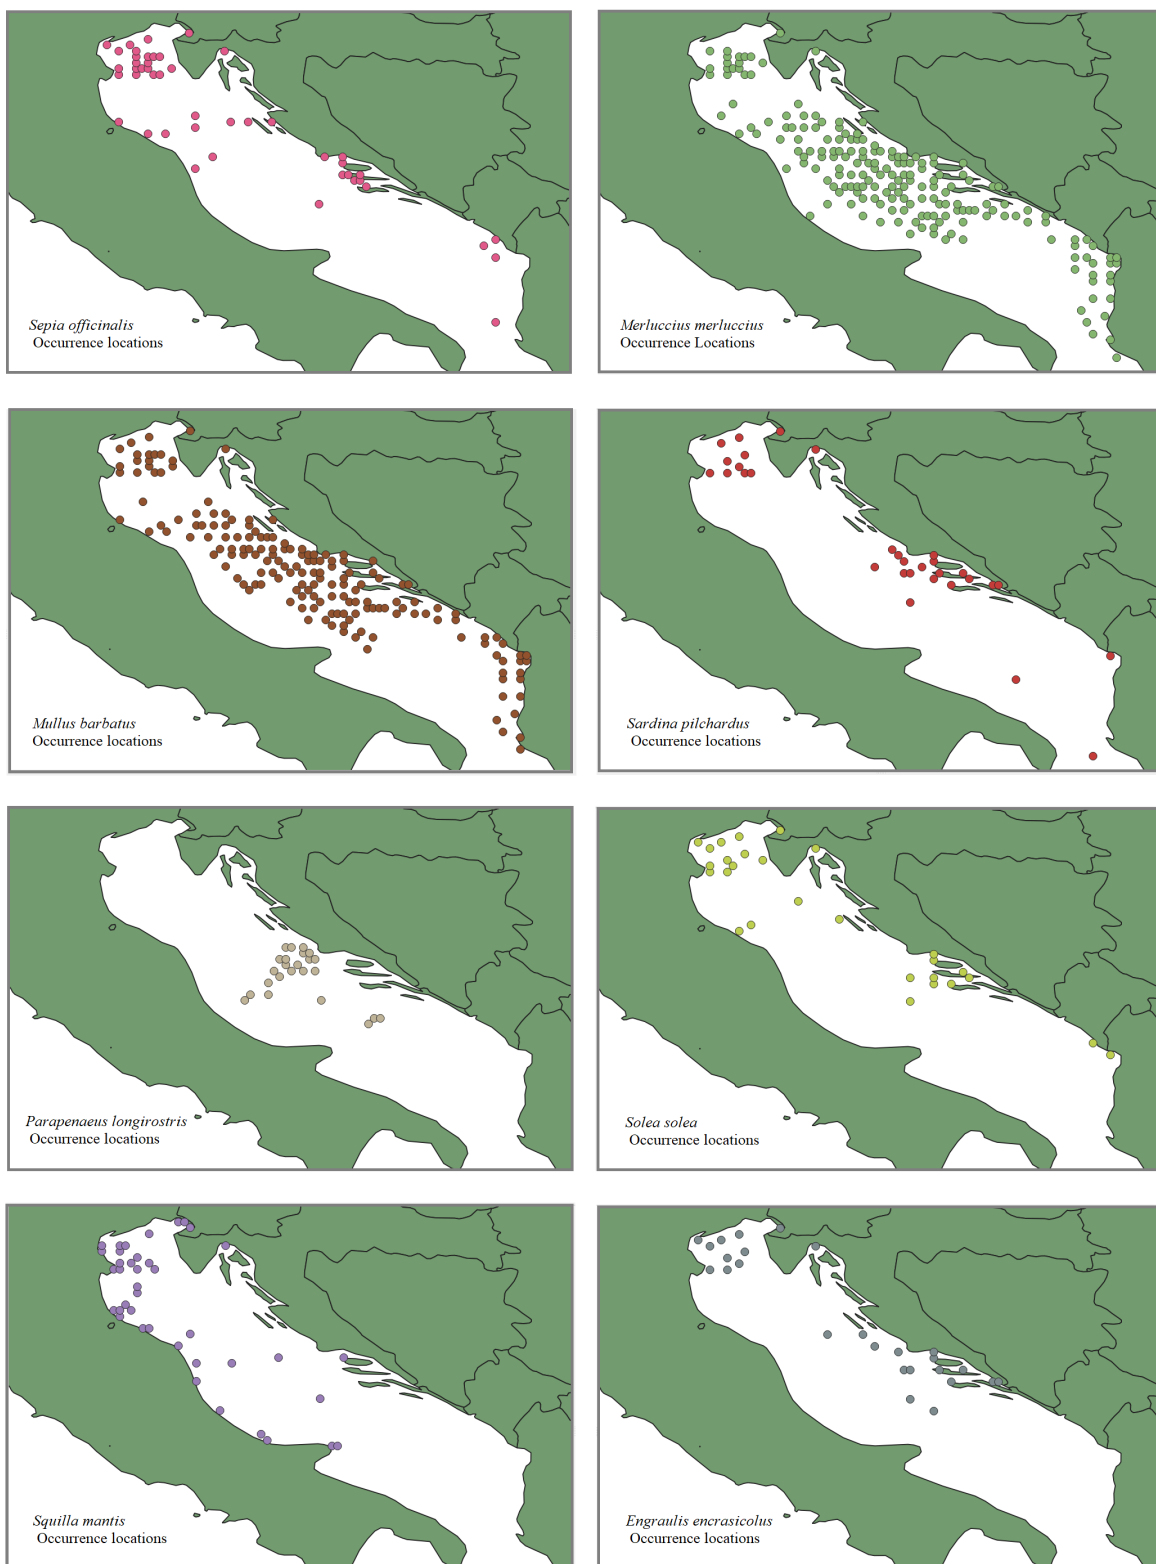 Sepia officinalis
Occurrence locations
Merluccius merluccius
Occurrence Locations
Mullus barbatus
Occurrence locations
Sardina pilchardus
Occurrence locations
Parapenaeus longirostris
Occurrence locations
Solea solea
Occurrence locations
Squilla mantis
Occurrence locations
Engraulis encrasicolus
Occurrence locations